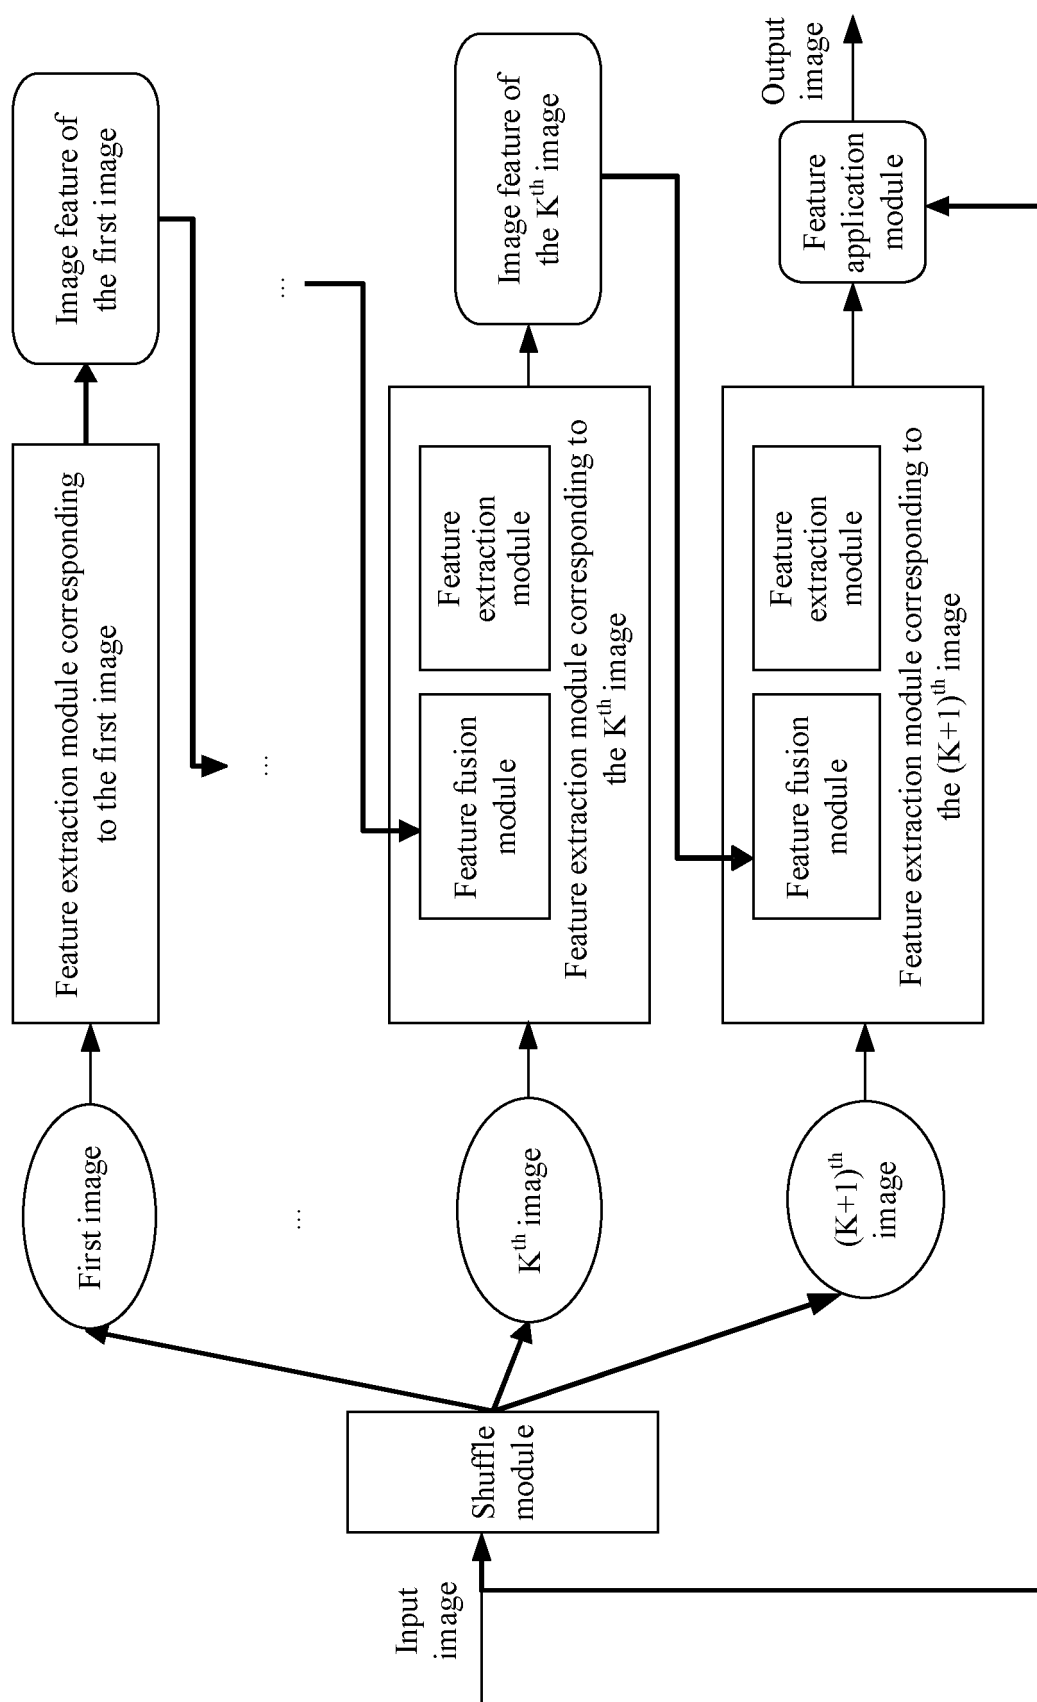 Input
image
Shuffle
module
First image
...
K^th image
(K+1)^th
image
Feature extraction module corresponding
to the first image
Image feature of
the first image
...
...
Feature fusion
module
Feature
extraction
module
Feature extraction module corresponding to
the K^th image
Image feature of
the K^th image
Feature fusion
module
Feature
extraction
module
Feature extraction module corresponding to
the (K+1)^th image
Feature
application
module
Output
image